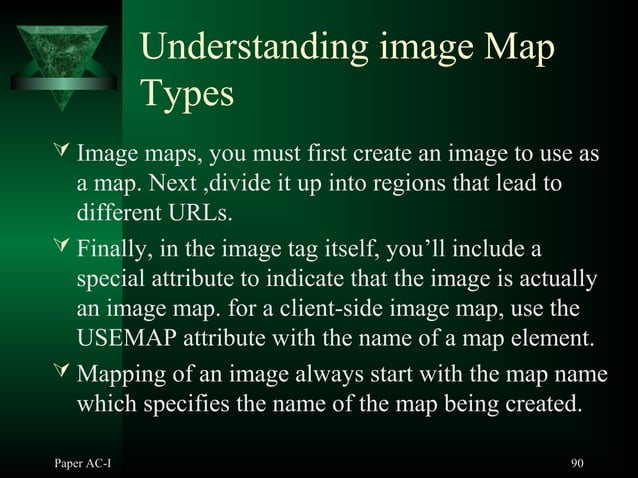 Understanding image Map
Types
Image maps, you must first create an image to use as
a map. Next ,divide it up into regions that lead to
different URLs.
Finally, in the image tag itself, you’ll include a
special attribute to indicate that the image is actually
an image map. for a client-side image map, use the
USEMAP attribute with the name of a map element.
Mapping of an image always start with the map name
which specifies the name of the map being created.
Paper AC-I
90